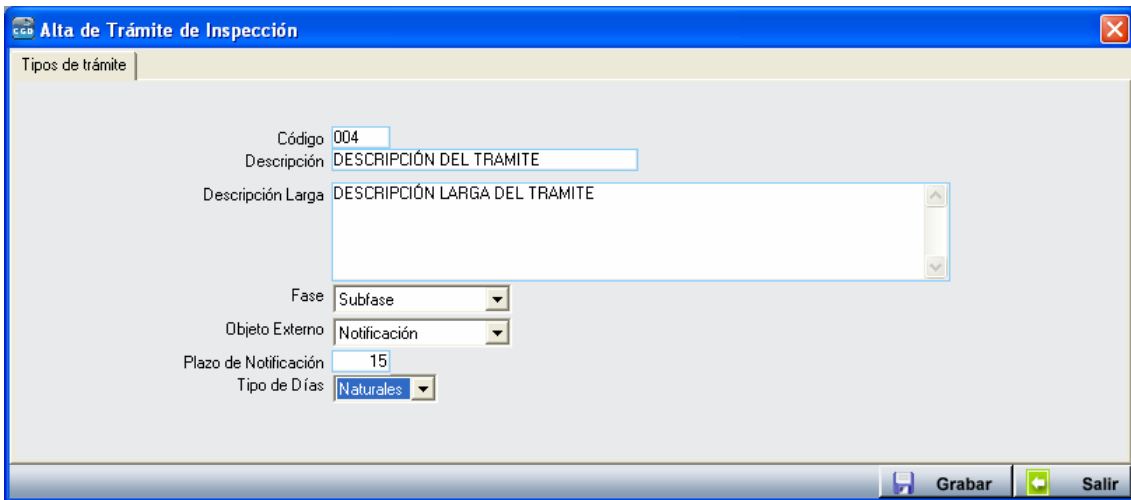 CGD Alta de Trámite de Inspección
Tipos de trámite
Código 004
Descripción DESCRIPCIÓN DEL TRAMITE
Descripción Larga DESCRIPCIÓN LARGA DEL TRAMITE
Fase Subfase
Objeto Externo Notificación
Plazo de Notificación 15
Tipo de Días Naturales
Grabar Salir